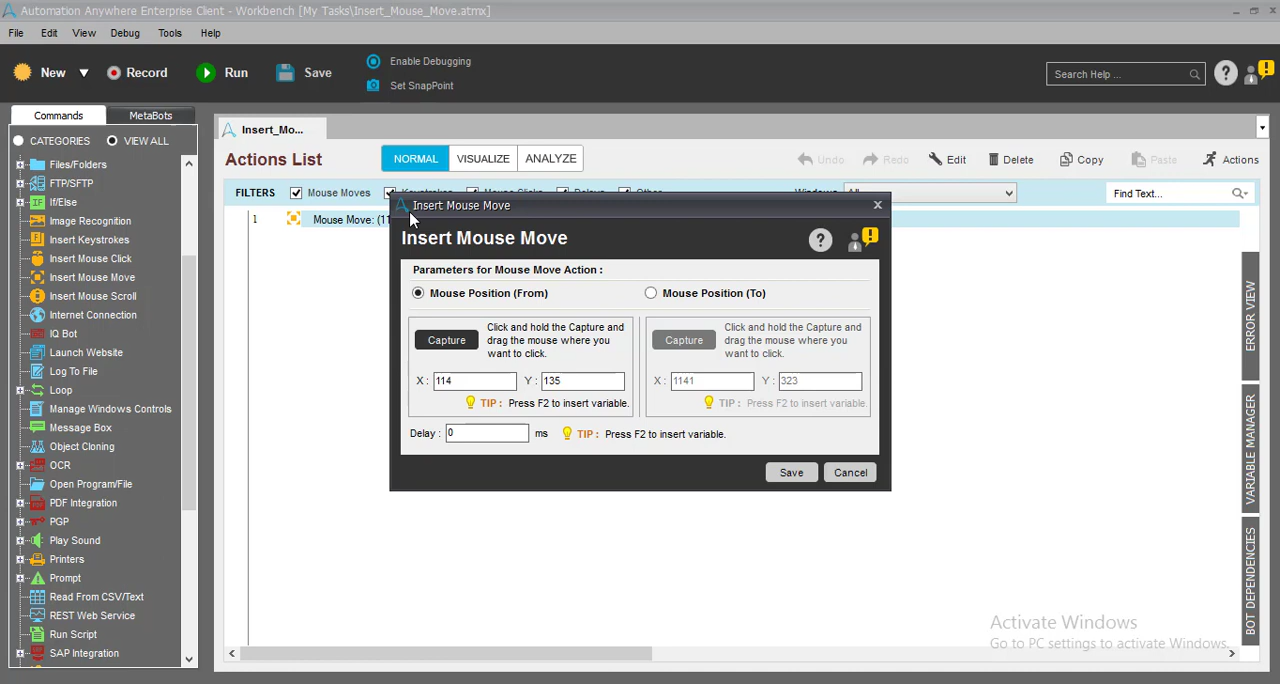 Automation Anywhere Enterprise Client - Workbench [My Tasks\Insert_Mouse_Move.atmx]
File Edit View Debug Tools Help
New Record Run Save
Enable Debugging
Set SnapPoint
Search Help ...
Commands MetaBots
CATEGORIES VIEW ALL
Files/Folders
FTP/SFTP
If/Else
Image Recognition
Insert Keystrokes
Insert Mouse Click
Insert Mouse Move
Insert Mouse Scroll
Internet Connection
IQ Bot
Launch Website
Log To File
Loop
Manage Windows Controls
Message Box
Object Cloning
OCR
Open Program/File
PDF Integration
PGP
Play Sound
Printers
Prompt
Read From CSV/Text
REST Web Service
Run Script
SAP Integration
Insert_Mo...
Actions List
NORMAL VISUALIZE ANALYZE
Undo Redo Edit Delete Copy Paste Actions
FILTERS Mouse Moves
Find Text...
1 Mouse Move: (11
Insert Mouse Move
Insert Mouse Move
Parameters for Mouse Move Action :
Mouse Position (From) Mouse Position (To)
Capture
Click and hold the Capture and
drag the mouse where you
want to click.
X : 114 Y : 135
TIP : Press F2 to insert variable.
Capture
Click and hold the Capture and
drag the mouse where you
want to click.
X : 1141 Y : 323
TIP : Press F2 to insert variable.
Delay : 0 ms TIP : Press F2 to insert variable.
Save Cancel
ERROR VIEW
VARIABLE MANAGER
BOT DEPENDENCIES
Activate Windows
Go to PC settings to activate Windows.